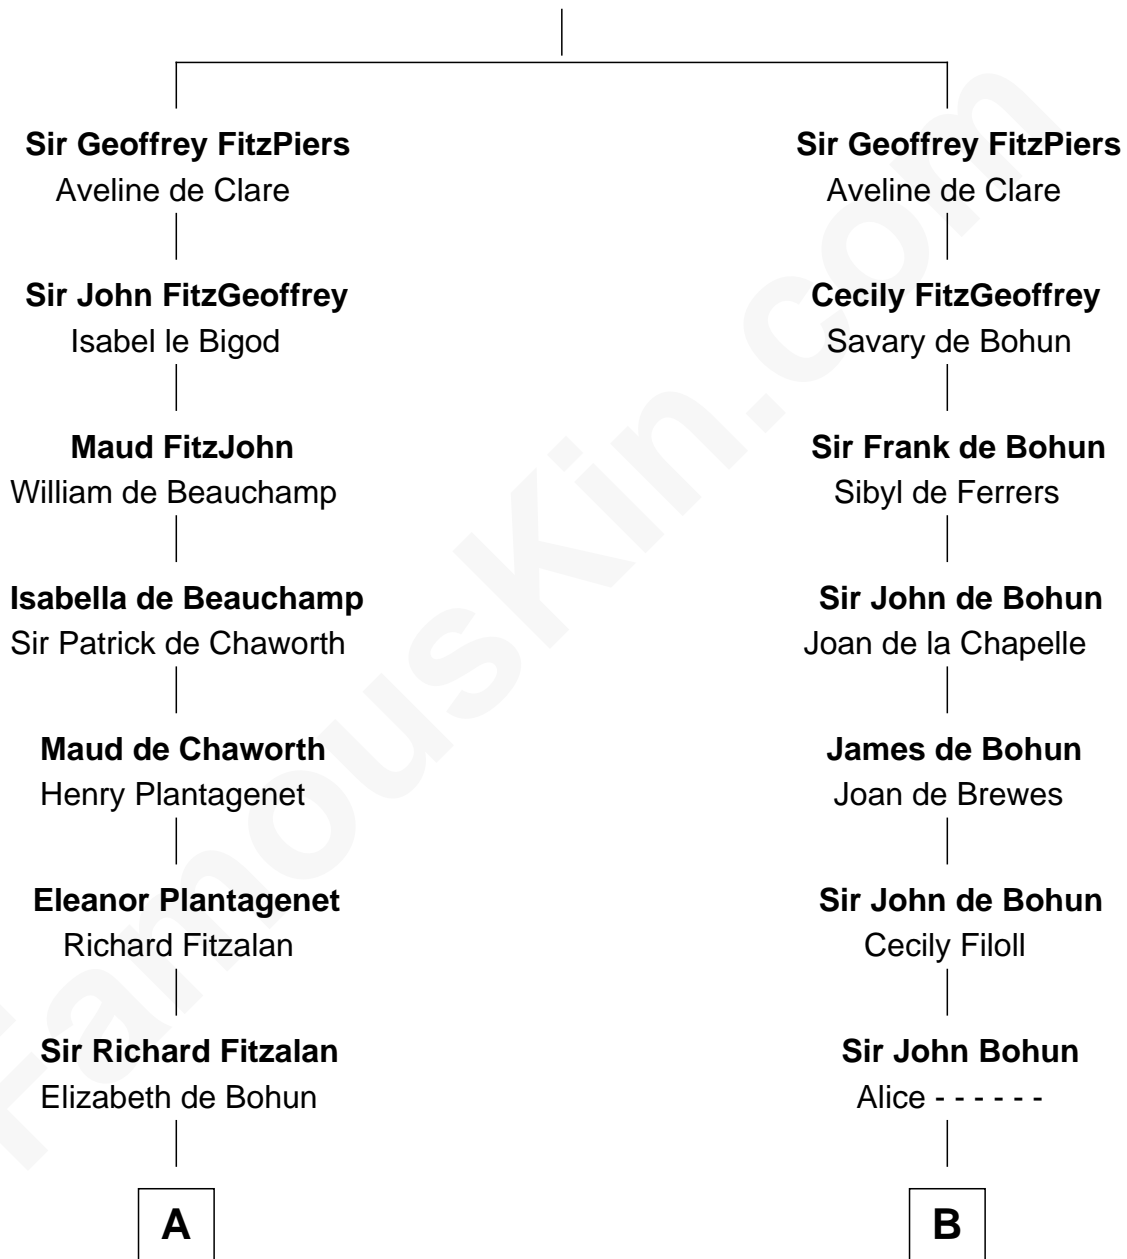 Sir Geoffrey FitzPiers
Aveline de Clare
Sir John FitzGeoffrey
Isabel le Bigod
Maud FitzJohn
William de Beauchamp
Isabella de Beauchamp
Sir Patrick de Chaworth
Maud de Chaworth
Henry Plantagenet
Eleanor Plantagenet
Richard Fitzalan
Sir Richard Fitzalan
Elizabeth de Bohun
A
Sir Geoffrey FitzPiers
Aveline de Clare
Cecily FitzGeoffrey
Savary de Bohun
Sir Frank de Bohun
Sibyl de Ferrers
Sir John de Bohun
Joan de la Chapelle
James de Bohun
Joan de Brewes
Sir John de Bohun
Cecily Filoll
Sir John Bohun
Alice - - - - - -
B
FamousKin.com